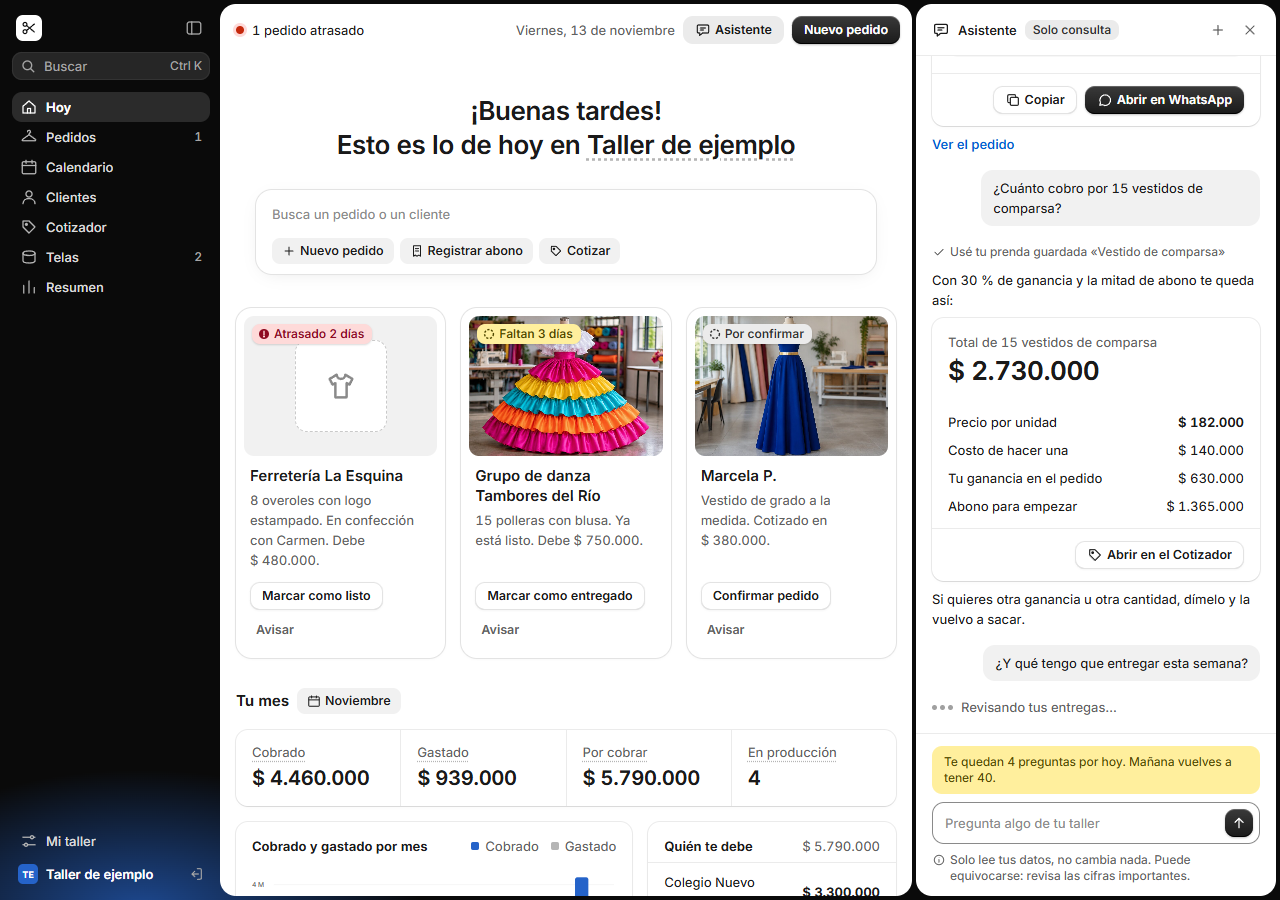 Buscar
Ctrl K
Hoy
Pedidos
1
Calendario
Clientes
Cotizador
Telas
2
Resumen
Mi taller
TE
Taller de ejemplo
1 pedido atrasado
Viernes, 13 de noviembre
Asistente
Nuevo pedido
¡Buenas tardes!
Esto es lo de hoy en Taller de ejemplo
Busca un pedido o un cliente
Nuevo pedido
Registrar abono
Cotizar
Atrasado 2 días
Ferretería La Esquina
8 overoles con logo
estampado. En confección
con Carmen. Debe
$ 480.000.
Marcar como listo
Avisar
Faltan 3 días
Grupo de danza
Tambores del Río
15 polleras con blusa. Ya
está listo. Debe $ 750.000.
Marcar como entregado
Avisar
Por confirmar
Marcela P.
Vestido de grado a la
medida. Cotizado en
$ 380.000.
Confirmar pedido
Avisar
Tu mes
Noviembre
Cobrado
$ 4.460.000
Gastado
$ 939.000
Por cobrar
$ 5.790.000
En producción
4
Cobrado y gastado por mes
Cobrado
Gastado
4 M
Quién te debe
$ 5.790.000
Colegio Nuevo
$ 3.300.000
Asistente
Solo consulta
Copiar
Abrir en WhatsApp
Ver el pedido
¿Cuánto cobro por 15 vestidos de
comparsa?
Usé tu prenda guardada «Vestido de comparsa»
Con 30 % de ganancia y la mitad de abono te queda
así:
Total de 15 vestidos de comparsa
$ 2.730.000
Precio por unidad
$ 182.000
Costo de hacer una
$ 140.000
Tu ganancia en el pedido
$ 630.000
Abono para empezar
$ 1.365.000
Abrir en el Cotizador
Si quieres otra ganancia u otra cantidad, dímelo y la
vuelvo a sacar.
¿Y qué tengo que entregar esta semana?
Revisando tus entregas...
Te quedan 4 preguntas por hoy. Mañana vuelves a
tener 40.
Pregunta algo de tu taller
Solo lee tus datos, no cambia nada. Puede
equivocarse: revisa las cifras importantes.